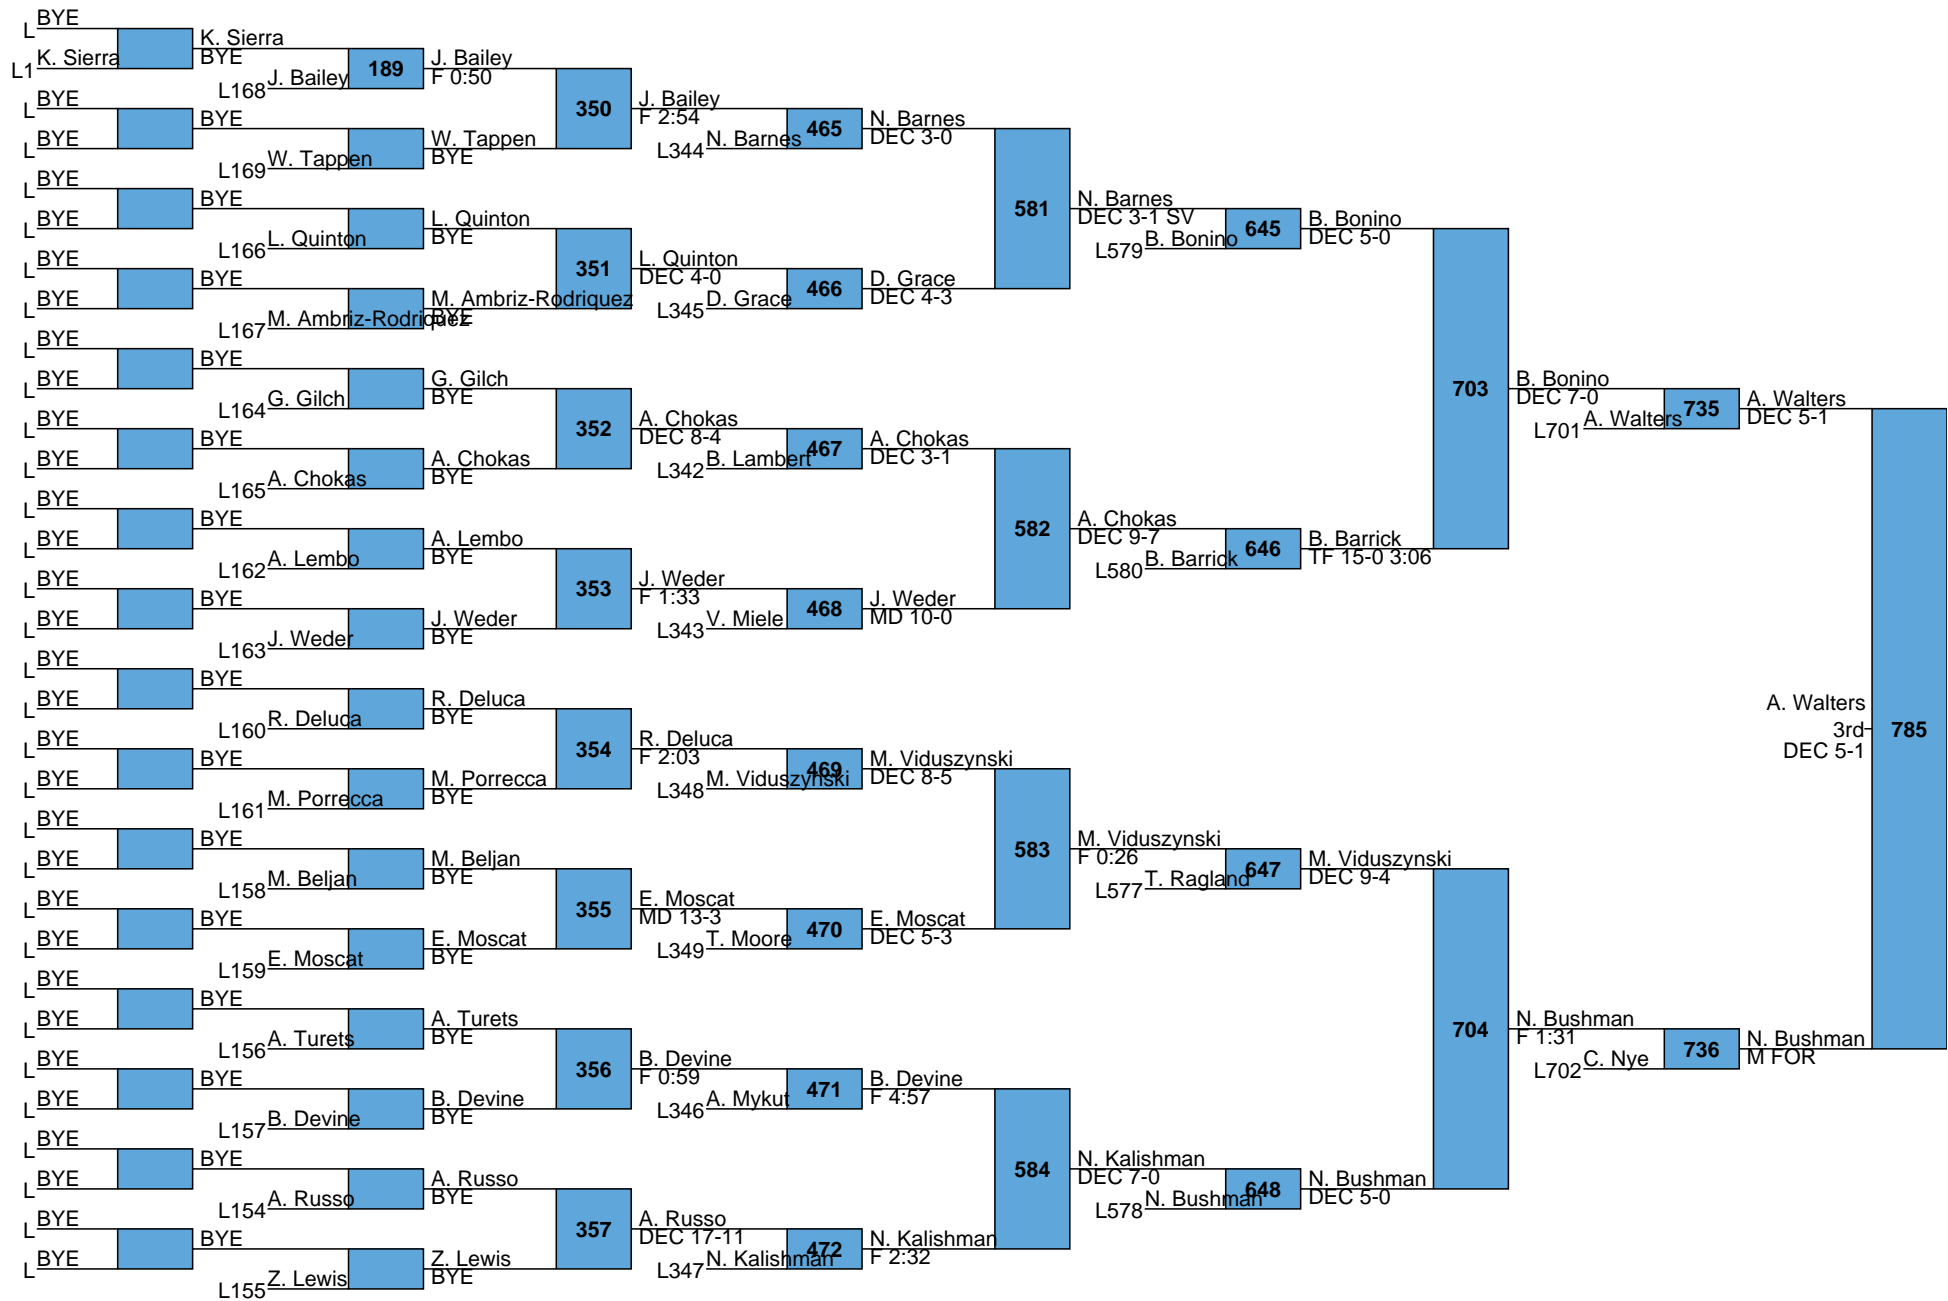 BYE
L
K. Sierra
L1
BYE
L
BYE
L
BYE
L
BYE
L
BYE
L
BYE
L
BYE
L
BYE
L
BYE
L
BYE
L
BYE
L
BYE
L
BYE
L
BYE
L
BYE
L
BYE
L
BYE
L
BYE
L
BYE
L
BYE
L
BYE
L
BYE
L
BYE
L
BYE
L
BYE
L
BYE
L
BYE
L
BYE
L
BYE
L
BYE
L
K. Sierra
BYE
L168 J. Bailey
189
BYE
L169 W. Tappen
BYE
L166 L. Quinton
BYE
L167 M. Ambriz-Rodriquez
BYE
L164 G. Gilch
BYE
L165 A. Chokas
BYE
L162 A. Lembo
BYE
L163 J. Weder
BYE
L160 R. Deluca
BYE
L161 M. Porrecca
BYE
L158 M. Beljan
BYE
L159 E. Moscat
BYE
L156 A. Turets
BYE
L157 B. Devine
BYE
L154 A. Russo
BYE
L155 Z. Lewis
J. Bailey
F 0:50
350
W. Tappen
BYE
L. Quinton
BYE
351
M. Ambriz-Rodriquez
BYE
G. Gilch
BYE
352
A. Chokas
BYE
A. Lembo
BYE
353
J. Weder
BYE
R. Deluca
BYE
354
M. Porrecca
BYE
M. Beljan
BYE
355
E. Moscat
BYE
A. Turets
BYE
356
B. Devine
BYE
A. Russo
BYE
357
Z. Lewis
BYE
J. Bailey
F 2:54
L344 N. Barnes
465
L. Quinton
DEC 4-0
L345 D. Grace
466
A. Chokas
DEC 8-4
L342 B. Lambert
467
J. Weder
F 1:33
L343 V. Miele
468
R. Deluca
F 2:03
L348 M. Viduszynski
469
E. Moscat
MD 13-3
L349 T. Moore
470
B. Devine
F 0:59
L346 A. Mykut
471
A. Russo
DEC 17-11
L347 N. Kalishman
472
N. Barnes
DEC 3-0
581
D. Grace
DEC 4-3
A. Chokas
DEC 3-1
582
J. Weder
MD 10-0
M. Viduszynski
DEC 8-5
583
E. Moscat
DEC 5-3
B. Devine
F 4:57
584
N. Kalishman
F 2:32
N. Barnes
DEC 3-1 SV
L579 B. Bonino
645
A. Chokas
DEC 9-7
L580 B. Barrick
646
M. Viduszynski
F 0:26
L577 T. Ragland
647
N. Kalishman
DEC 7-0
L578 N. Bushman
648
B. Bonino
DEC 5-0
703
B. Barrick
TF 15-0 3:06
M. Viduszynski
DEC 9-4
704
N. Bushman
DEC 5-0
B. Bonino
DEC 7-0
L701 A. Walters
735
N. Bushman
F 1:31
L702 C. Nye
736
A. Walters
DEC 5-1
785
N. Bushman
M FOR
A. Walters
3rd
DEC 5-1